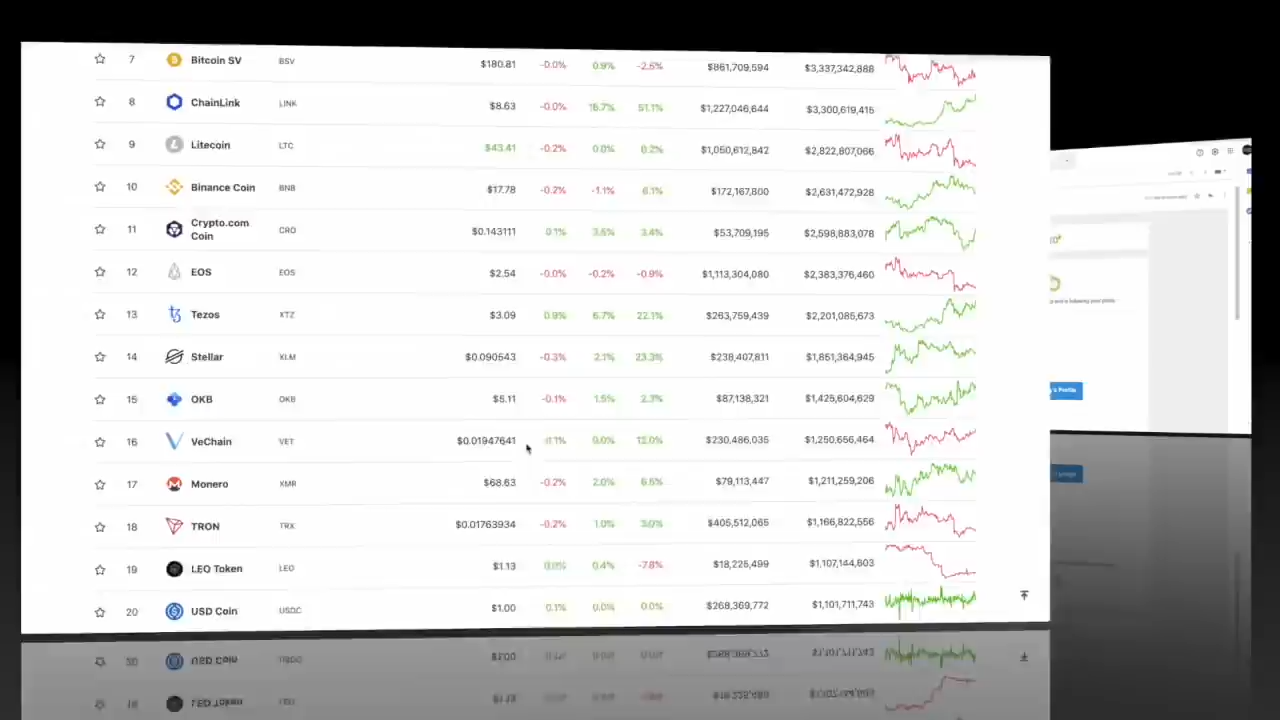 7 Bitcoin SV BSV $180.81 -0.0% 0.9% -2.6% $861,709,594 $3,337,342,888
8 ChainLink LINK $8.63 -0.0% 16.7% 51.1% $1,227,046,644 $3,300,619,415
9 Litecoin LTC $43.41 -0.2% 0.8% 6.2% $1,050,612,842 $2,822,807,066
10 Binance Coin BNB $17.78 -0.2% -1.1% 6.1% $172,167,800 $2,631,472,928
11 Crypto.com Coin CRO $0.143111 0.1% 3.5% 3.4% $53,709,195 $2,598,883,078
12 EOS EOS $2.54 -0.0% -0.2% -0.9% $1,113,304,080 $2,383,376,460
13 Tezos XTZ $3.09 0.9% 6.7% 22.1% $263,759,439 $2,201,085,673
14 Stellar XLM $0.090543 -0.3% 2.1% 23.3% $238,407,811 $1,851,364,945
15 OKB OKB $5.11 -0.1% 1.5% 2.3% $87,138,321 $1,425,604,629
16 VeChain VET $0.01947641 0.1% 9.0% 12.0% $230,486,035 $1,250,656,464
17 Monero XMR $68.63 -0.2% 2.0% 6.5% $79,113,447 $1,211,259,206
18 TRON TRX $0.01763934 -0.2% 1.0% 3.0% $405,512,065 $1,166,822,556
19 LEO Token LEO $1.13 0.0% 0.4% -7.8% $18,225,499 $1,107,144,603
20 USD Coin USDC $1.00 0.1% 0.0% 0.0% $268,369,772 $1,101,711,743
's Profile